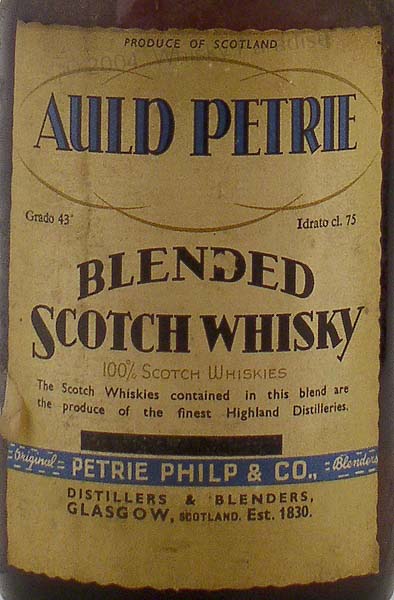 PRODUCE OF SCOTLAND
AULD PETRIE
Grado 43° Idrato cl. 75
BLENDED
SCOTCH WHISKY
100% SCOTCH WHISKIES
The Scotch Whiskies contained in this blend are
the produce of the finest Highland Distilleries.
Original PETRIE PHILP & CO., Blenders
DISTILLERS & BLENDERS,
GLASGOW, SCOTLAND. Est. 1830.